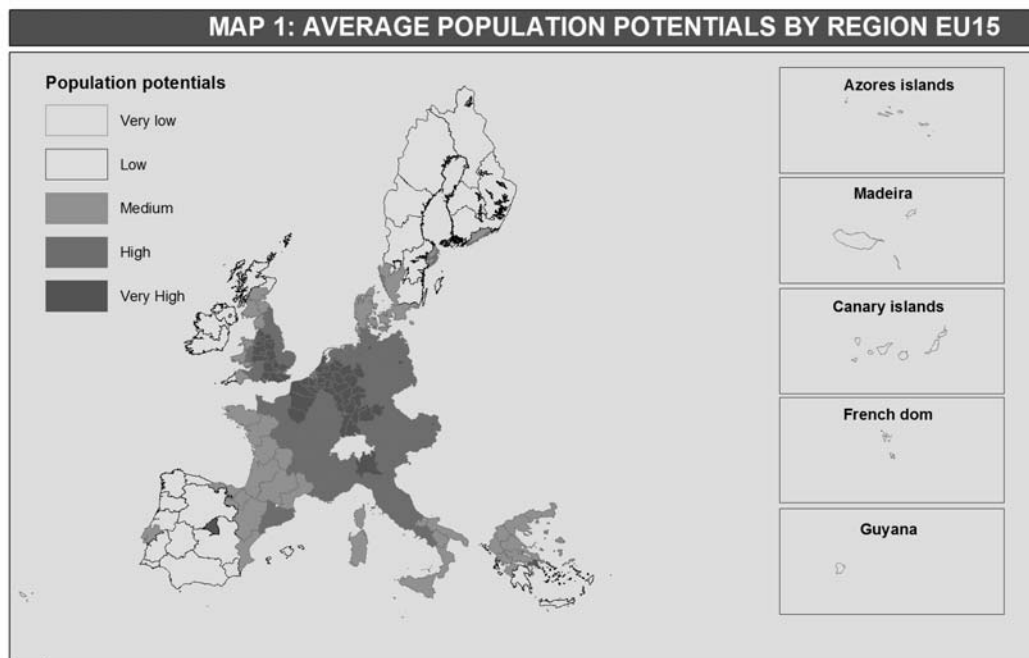 MAP 1: AVERAGE POPULATION POTENTIALS BY REGION EU15
Population potentials
Very low
Low
Medium
High
Very High
Azores islands
Madeira
Canary islands
French dom
Guyana